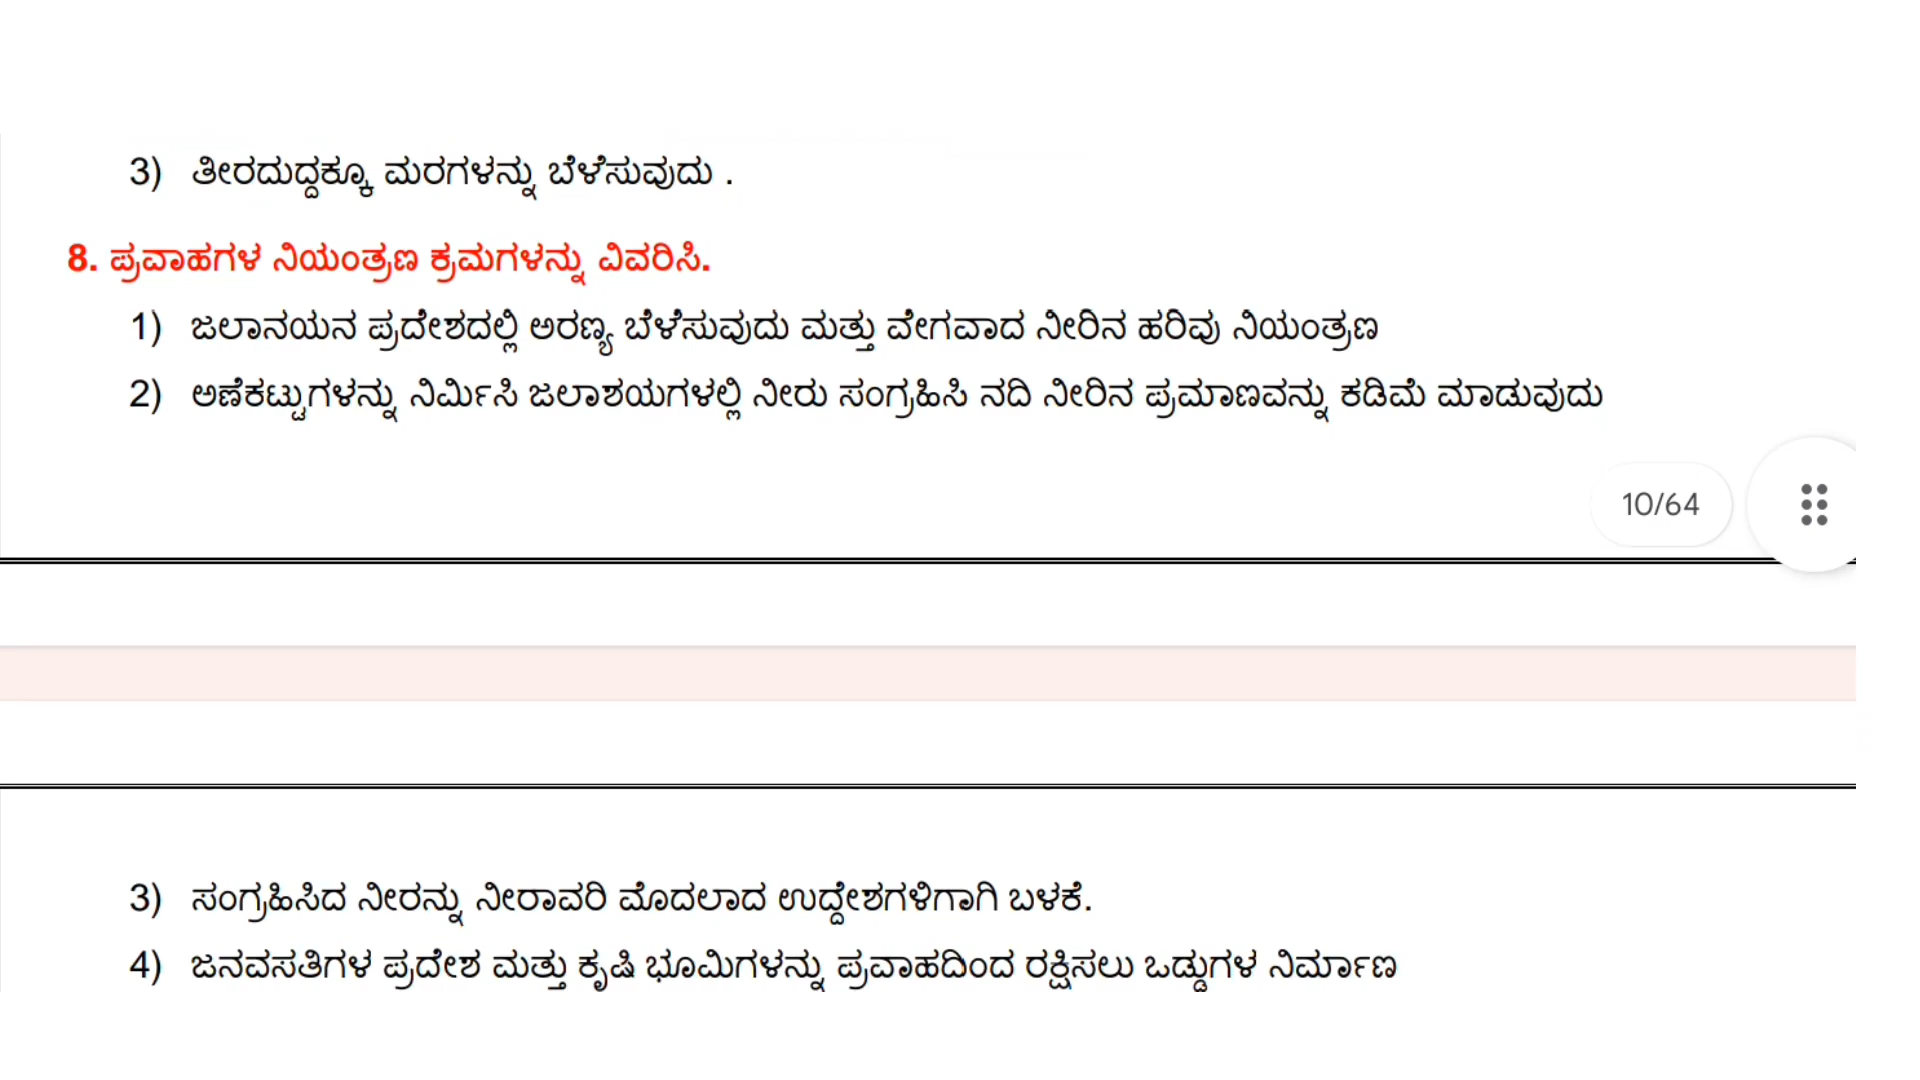 3) ತೀರದುದ್ದಕ್ಕೂ ಮರಗಳನ್ನು ಬೆಳೆಸುವುದು .
8. ಪ್ರವಾಹಗಳ ನಿಯಂತ್ರಣ ಕ್ರಮಗಳನ್ನು ವಿವರಿಸಿ.
1) ಜಲಾನಯನ ಪ್ರದೇಶದಲ್ಲಿ ಅರಣ್ಯ ಬೆಳೆಸುವುದು ಮತ್ತು ವೇಗವಾದ ನೀರಿನ ಹರಿವು ನಿಯಂತ್ರಣ
2) ಅಣೆಕಟ್ಟುಗಳನ್ನು ನಿರ್ಮಿಸಿ ಜಲಾಶಯಗಳಲ್ಲಿ ನೀರು ಸಂಗ್ರಹಿಸಿ ನದಿ ನೀರಿನ ಪ್ರಮಾಣವನ್ನು ಕಡಿಮೆ ಮಾಡುವುದು
10/64
3) ಸಂಗ್ರಹಿಸಿದ ನೀರನ್ನು ನೀರಾವರಿ ಮೊದಲಾದ ಉದ್ದೇಶಗಳಿಗಾಗಿ ಬಳಕೆ.
4) ಜನವಸತಿಗಳ ಪ್ರದೇಶ ಮತ್ತು ಕೃಷಿ ಭೂಮಿಗಳನ್ನು ಪ್ರವಾಹದಿಂದ ರಕ್ಷಿಸಲು ಒಡ್ಡುಗಳ ನಿರ್ಮಾಣ